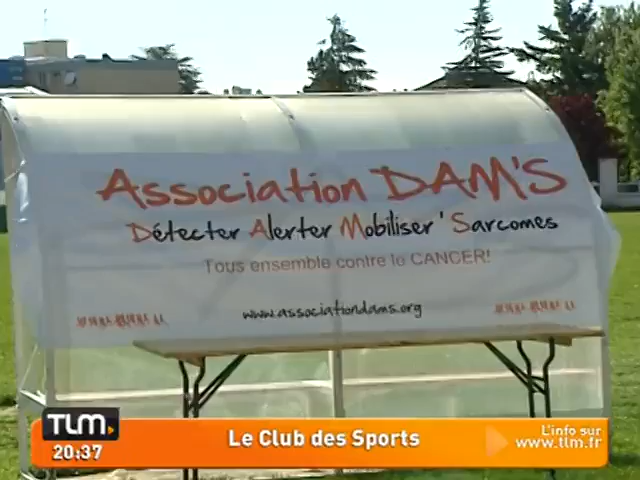 Association DAM'S
Détecter Alerter Mobiliser ' Sarcomes
Tous ensemble contre le CANCER!
www.associationdams.org
TLM
20:37
Le Club des Sports
L'info sur
www.tlm.fr